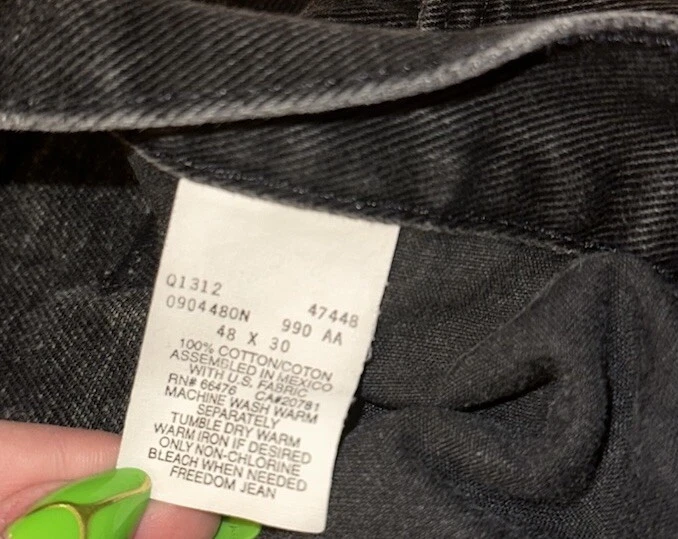 Q1312 47448
0904480N 990 AA
48 X 30
100% COTTON/COTON
ASSEMBLED IN MEXICO
WITH U.S. FABRIC
RN# 66476 CA#20781
MACHINE WASH WARM
SEPARATELY
TUMBLE DRY WARM
WARM IRON IF DESIRED
ONLY NON-CHLORINE
BLEACH WHEN NEEDED
FREEDOM JEAN